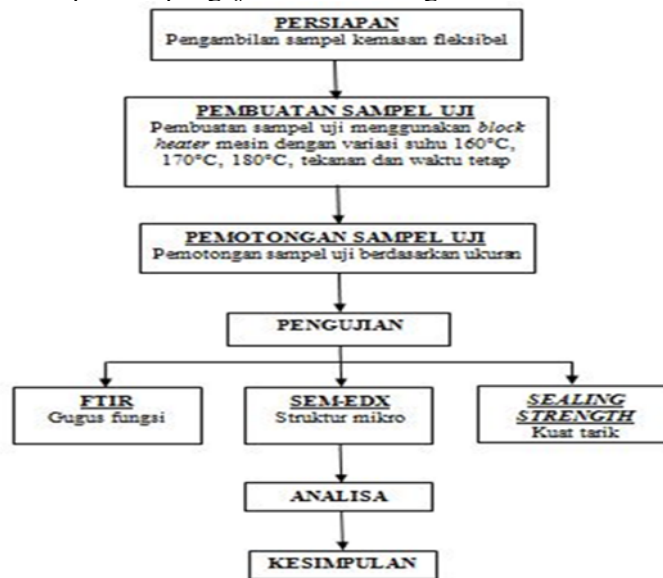 PERSIAPAN
Pengambilan sampel kemasan fleksibel
PEMBUATAN SAMPEL UJI
Pembuatan sampel uji menggunakan block
heater mesin dengan variasi suhu 160°C,
170°C, 180°C, tekanan dan waktu tetap
PEMOTONGAN SAMPEL UJI
Pemotongan sampel uji berdasarkan ukuran
PENGUJIAN
FTIR
Gugus fungsi
SEM-EDX
Struktur mikro
SEALING
STRENGTH
Kuat tarik
ANALISA
KESIMPULAN